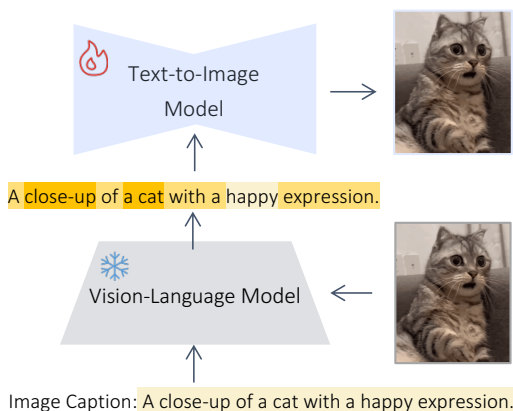 Text-to-Image
Model
A close-up of a cat with a happy expression.
Vision-Language Model
Image Caption: A close-up of a cat with a happy expression.